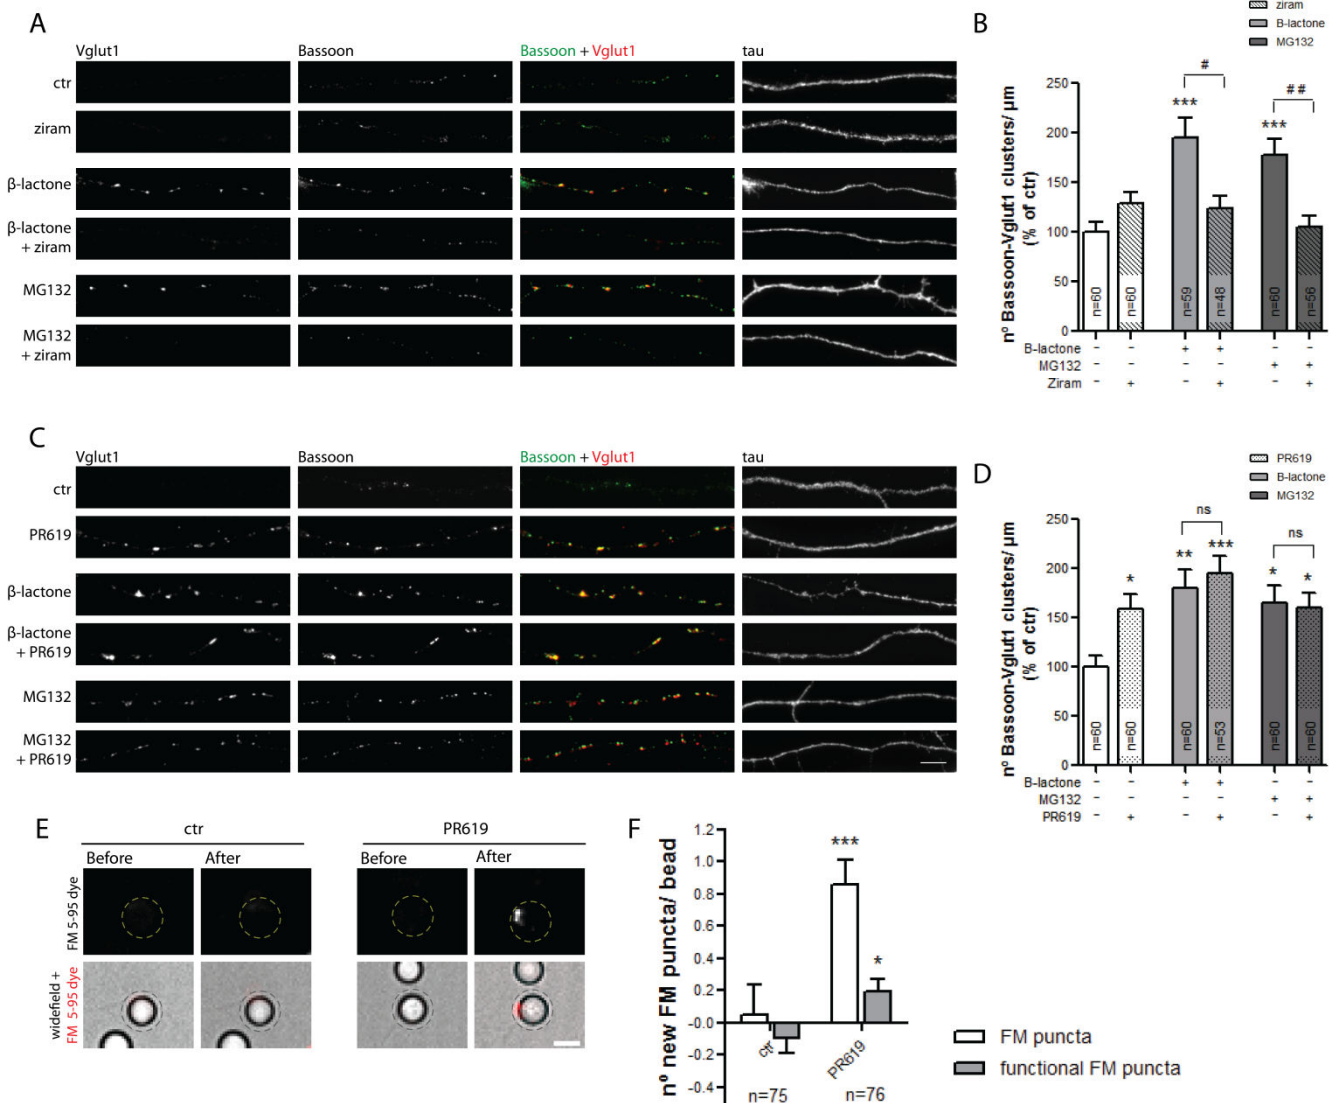 A
Vglut1 Bassoon Bassoon + Vglut1 tau
ctr
ziram
β-lactone
β-lactone
+ ziram
MG132
MG132
+ ziram
B
ziram
B-lactone
MG132
nº Bassoon-Vglut1 clusters/ μm
(% of ctr)
250
200
150
100
50
0
*** # *** ##
n=60 n=60 n=59 n=48 n=60 n=56
B-lactone - - + + - -
MG132 - - - - + +
Ziram - + - + - +
C
Vglut1 Bassoon Bassoon + Vglut1 tau
ctr
PR619
β-lactone
β-lactone
+ PR619
MG132
MG132
+ PR619
D
PR619
B-lactone
MG132
nº Bassoon-Vglut1 clusters/ μm
(% of ctr)
250
200
150
100
50
0
* ** ns *** * ns *
n=60 n=60 n=60 n=53 n=60 n=60
B-lactone - - + + - -
MG132 - - - - + +
PR619 - + - + - +
E
ctr PR619
Before After Before After
FM 5-95 dye
widefield +
FM 5-95 dye
F
nº new FM puncta/ bead
1.2
1.0
0.8
0.6
0.4
0.2
-0.0
-0.2
-0.4
*** *
ctr PR619
n=75 n=76
FM puncta
functional FM puncta